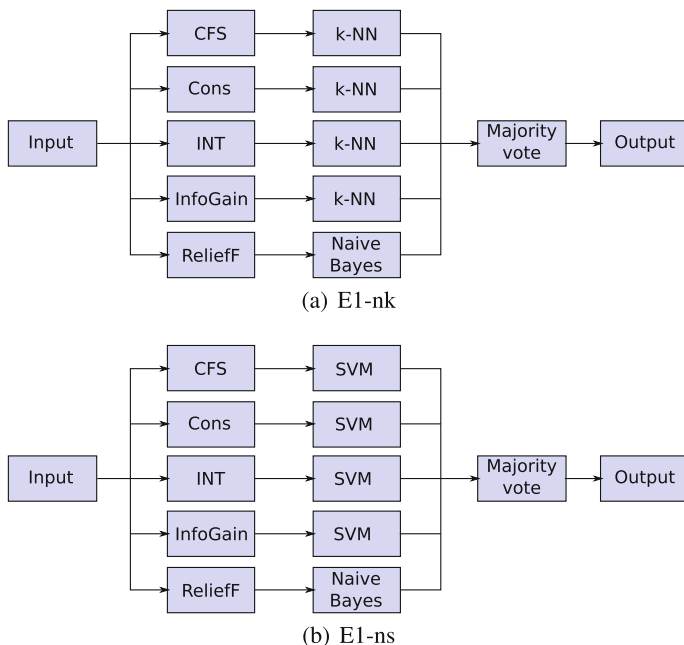 CFS
k-NN
Cons
k-NN
Input
INT
k-NN
Majority
vote
Output
InfoGain
k-NN
ReliefF
Naive
Bayes
(a) E1-nk
CFS
SVM
Cons
SVM
Input
INT
SVM
Majority
vote
Output
InfoGain
SVM
ReliefF
Naive
Bayes
(b) E1-ns